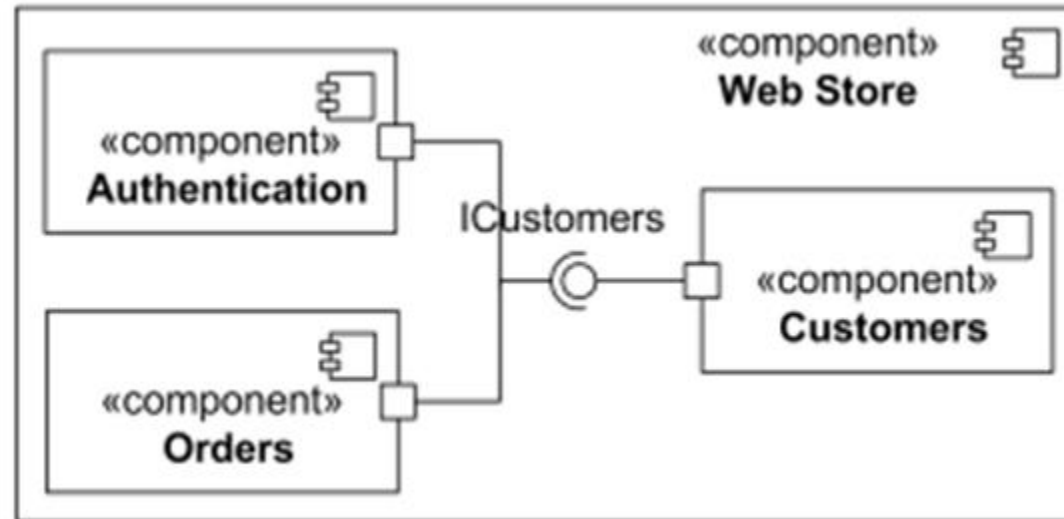 «component»
Web Store
«component»
Authentication
ICustomers
«component»
Customers
«component»
Orders